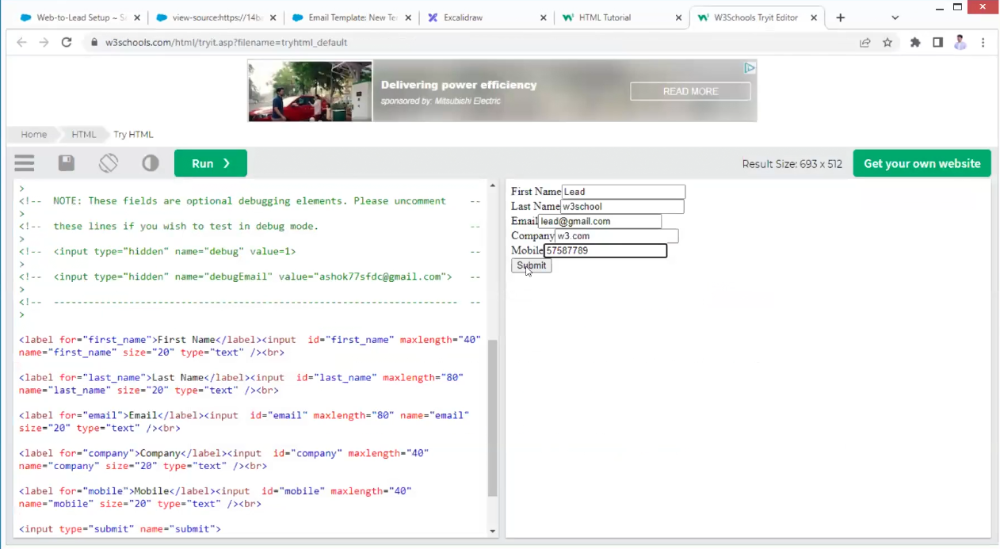 Web-to-Lead Setup ~ S
view-source:https://14b
Email Template: New Te
Excalidraw
HTML Tutorial
W3Schools Tryit Editor
w3schools.com/html/tryit.asp?filename=tryhtml_default
Delivering power efficiency
sponsored by: Mitsubishi Electric
READ MORE
Home
HTML
Try HTML
Run ❯
Result Size: 693 x 512
Get your own website
>
<!--  NOTE: These fields are optional debugging elements. Please uncomment    --
>
<!--  these lines if you wish to test in debug mode.                          --
>
<!--  <input type="hidden" name="debug" value=1>                              --
>
<!--  <input type="hidden" name="debugEmail" value="ashok77sfdc@gmail.com">   --
>
<!--  ----------------------------------------------------------------------  --
>
<label for="first_name">First Name</label><input  id="first_name" maxlength="40"
name="first_name" size="20" type="text" /><br>
<label for="last_name">Last Name</label><input  id="last_name" maxlength="80"
name="last_name" size="20" type="text" /><br>
<label for="email">Email</label><input  id="email" maxlength="80" name="email"
size="20" type="text" /><br>
<label for="company">Company</label><input  id="company" maxlength="40"
name="company" size="20" type="text" /><br>
<label for="mobile">Mobile</label><input  id="mobile" maxlength="40"
name="mobile" size="20" type="text" /><br>
<input type="submit" name="submit">
First Name Lead
Last Name w3school
Email lead@gmail.com
Company w3.com
Mobile 57587789
Submit